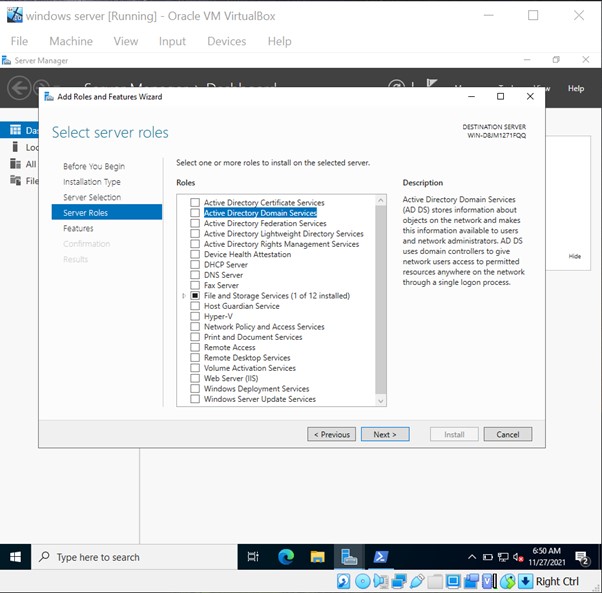 windows server [Running] - Oracle VM VirtualBox
File Machine View Input Devices Help
Server Manager
Help
Add Roles and Features Wizard
Select server roles
DESTINATION SERVER
WIN-D8JM1271FQQ
Before You Begin
Installation Type
Server Selection
Server Roles
Features
Confirmation
Results
Select one or more roles to install on the selected server.
Roles
Active Directory Certificate Services
Active Directory Domain Services
Active Directory Federation Services
Active Directory Lightweight Directory Services
Active Directory Rights Management Services
Device Health Attestation
DHCP Server
DNS Server
Fax Server
File and Storage Services (1 of 12 installed)
Host Guardian Service
Hyper-V
Network Policy and Access Services
Print and Document Services
Remote Access
Remote Desktop Services
Volume Activation Services
Web Server (IIS)
Windows Deployment Services
Windows Server Update Services
Description
Active Directory Domain Services
(AD DS) stores information about
objects on the network and makes
this information available to users
and network administrators. AD DS
uses domain controllers to give
network users access to permitted
resources anywhere on the network
through a single logon process.
Hide
< Previous
Next >
Install
Cancel
Type here to search
6:50 AM
11/27/2021
2
Right Ctrl